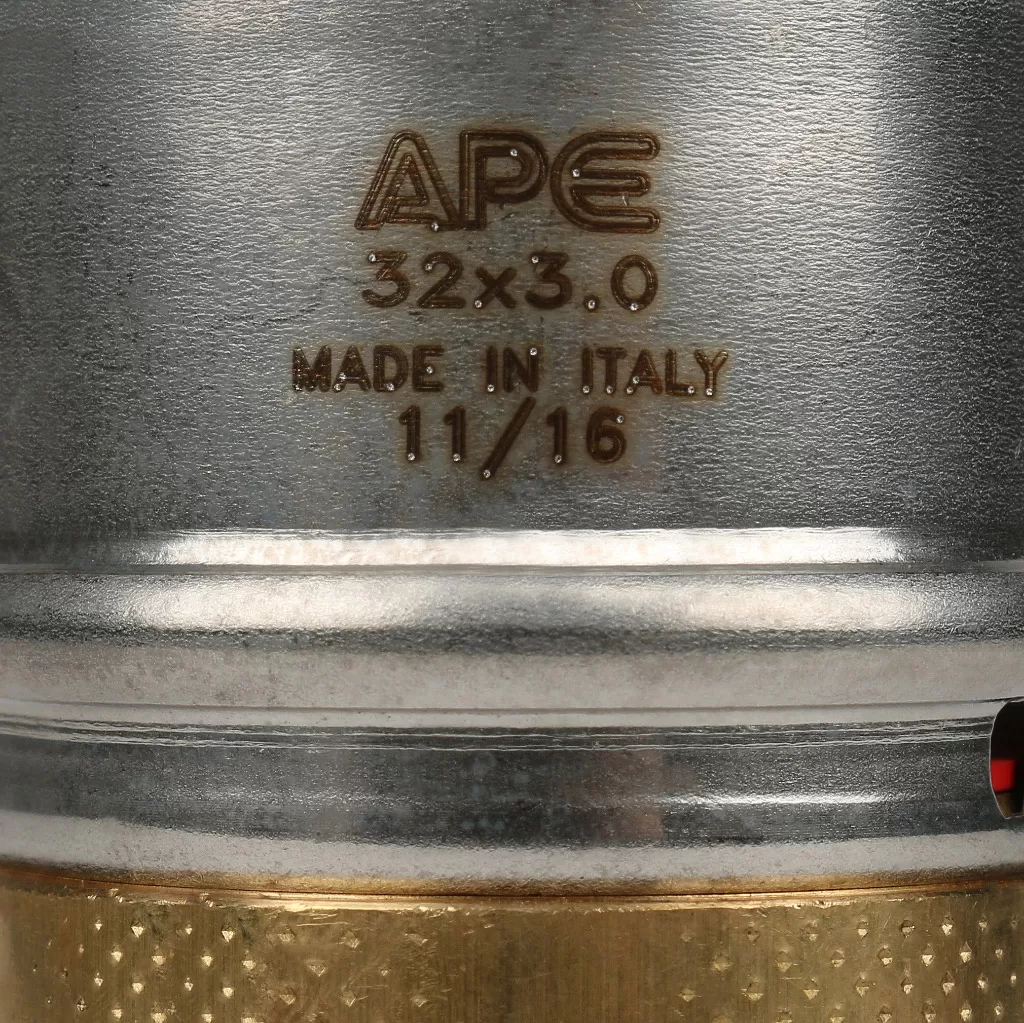 APE
32x3.0
MADE IN ITALY
11/16